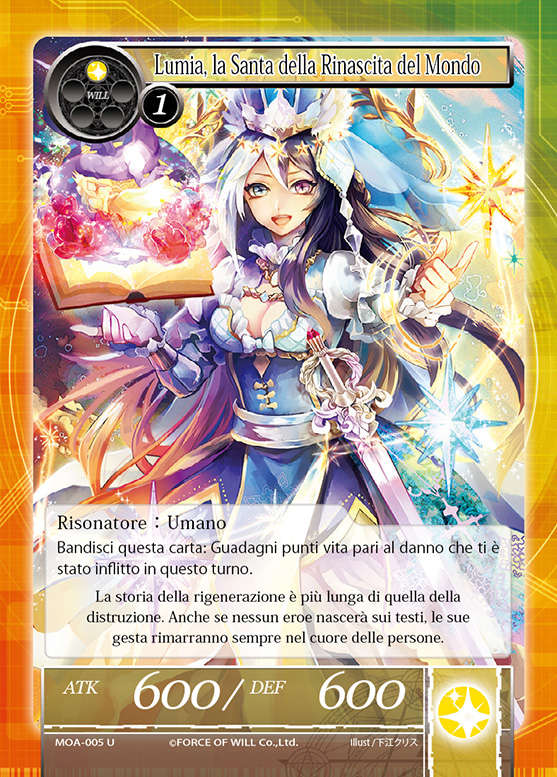 Lumia, la Santa della Rinascita del Mondo
WILL
1
Risonatore : Umano
Bandisci questa carta: Guadagni punti vita pari al danno che ti è
stato inflitto in questo turno.
La storia della rigenerazione è più lunga di quella della
distruzione. Anche se nessun eroe nascerà sui testi, le sue
gesta rimarranno sempre nel cuore delle persone.
ATK 600 / DEF 600
MOA-005 U ©FORCE OF WILL Co.,Ltd. Illust /下江クリス